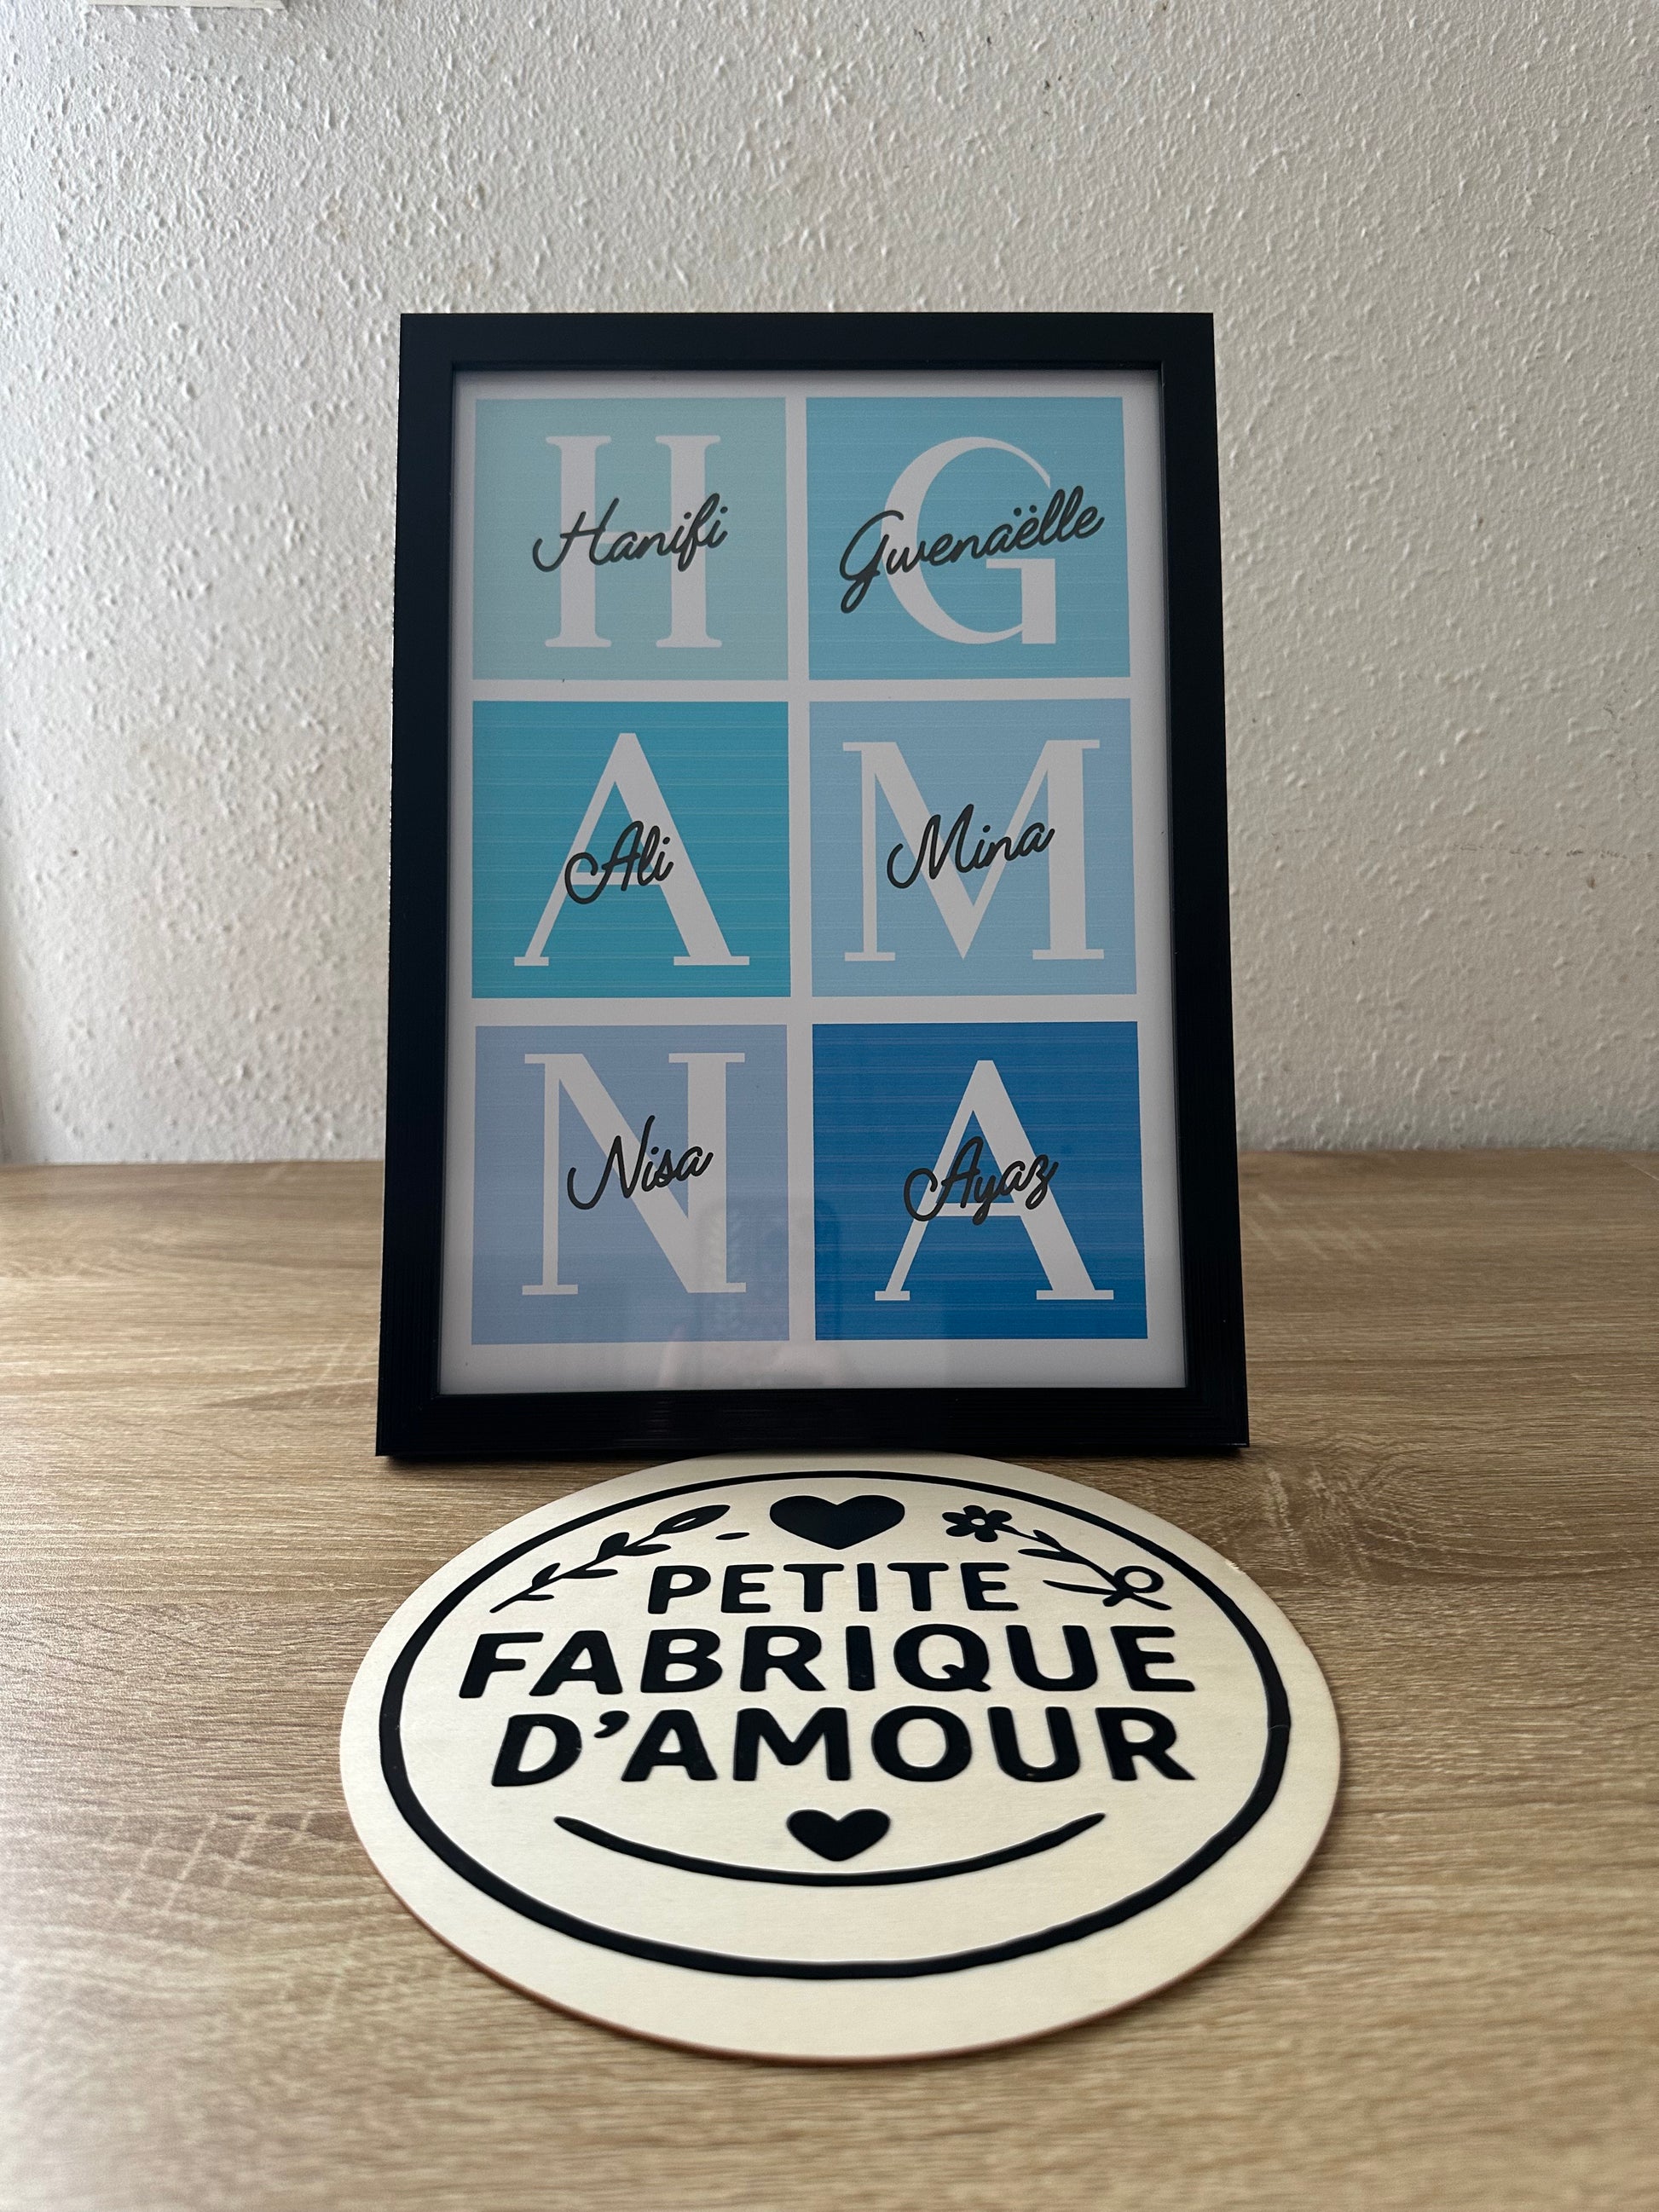 H
Hanifi
G
Gwenaëlle
A
Ali
M
Mina
N
Nisa
A
Ayaz
PETITE
FABRIQUE
D'AMOUR